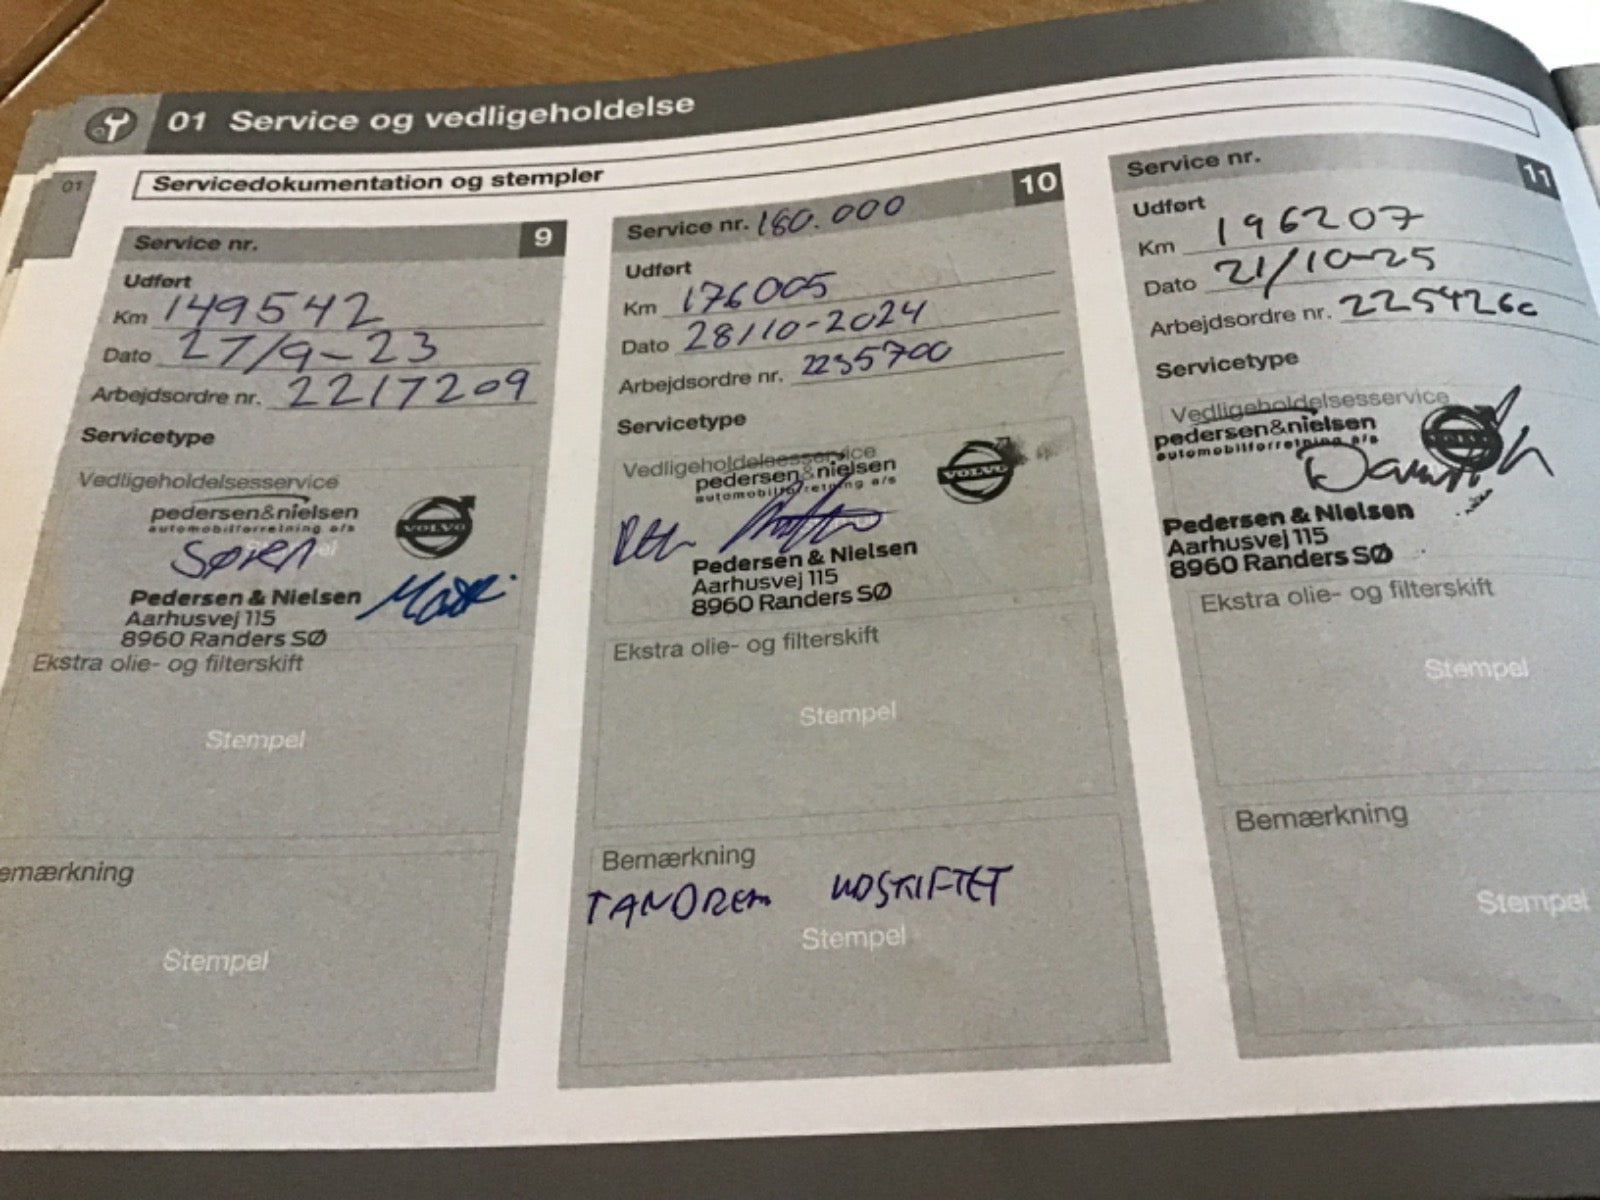 01 Service og vedligeholdelse
01
Servicedokumentation og stempler
Service nr. 9
Udført
Km 149542
Dato 27/9-23
Arbejdsordre nr. 2217209
Servicetype
Vedligeholdelsesservice
pedersen&nielsen
automobilforretning a/s
VOLVO
Søren
Pedersen & Nielsen
Aarhusvej 115
8960 Randers SØ
Ekstra olie- og filterskift
Stempel
emærkning
Stempel
Service nr. 180.000 10
Udført
Km 176005
Dato 28/10-2024
Arbejdsordre nr. 2235700
Servicetype
Vedligeholdelsesservice
pedersen&nielsen
automobilforretning a/s
VOLVO
Pedersen & Nielsen
Aarhusvej 115
8960 Randers SØ
Ekstra olie- og filterskift
Stempel
Bemærkning
TANDREM UDSKIFTET
Stempel
Service nr. 11
Udført
Km 196207
Dato 21/10-25
Arbejdsordre nr. 2254260
Servicetype
Vedligeholdelsesservice
pedersen&nielsen
automobilforretning a/s
VOLVO
Pedersen & Nielsen
Aarhusvej 115
8960 Randers SØ
Ekstra olie- og filterskift
Stempel
Bemærkning
Stempel